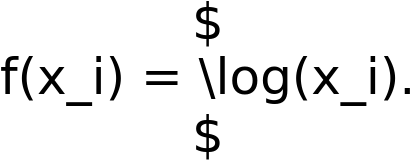 $
f(x_i) = \log(x_i).
$